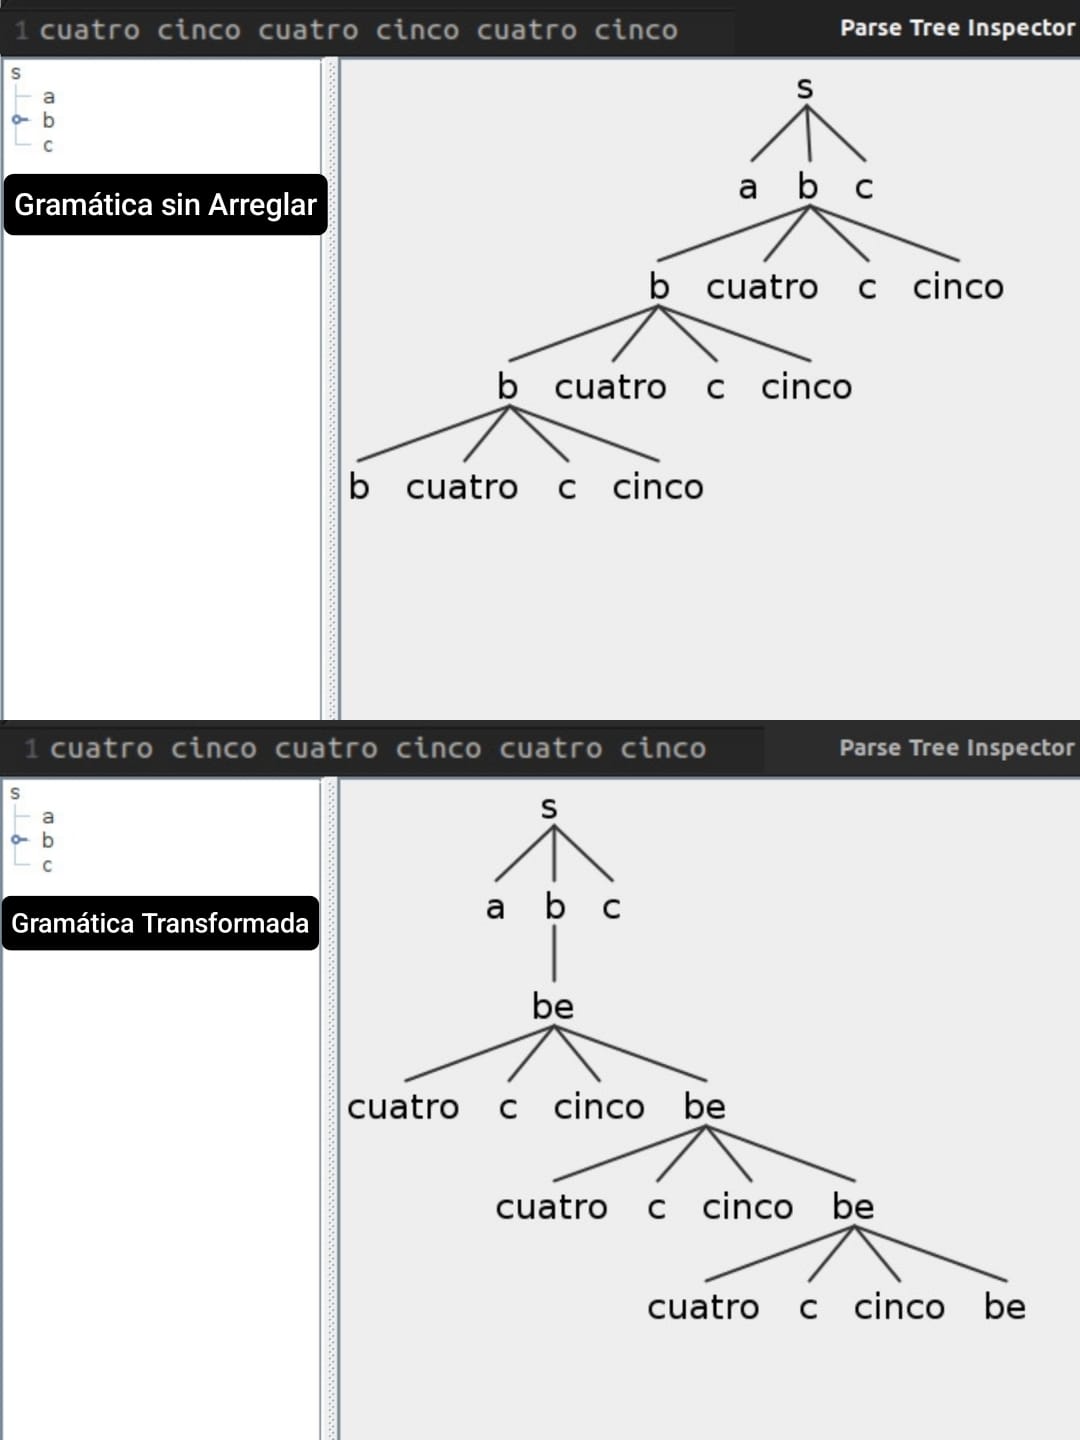 1 cuatro cinco cuatro cinco cuatro cinco
Parse Tree Inspector
s
a
b
c
Gramática sin Arreglar
s
a b c
b cuatro c cinco
b cuatro c cinco
b cuatro c cinco
1 cuatro cinco cuatro cinco cuatro cinco
Parse Tree Inspector
s
a
b
c
Gramática Transformada
s
a b c
be
cuatro c cinco be
cuatro c cinco be
cuatro c cinco be